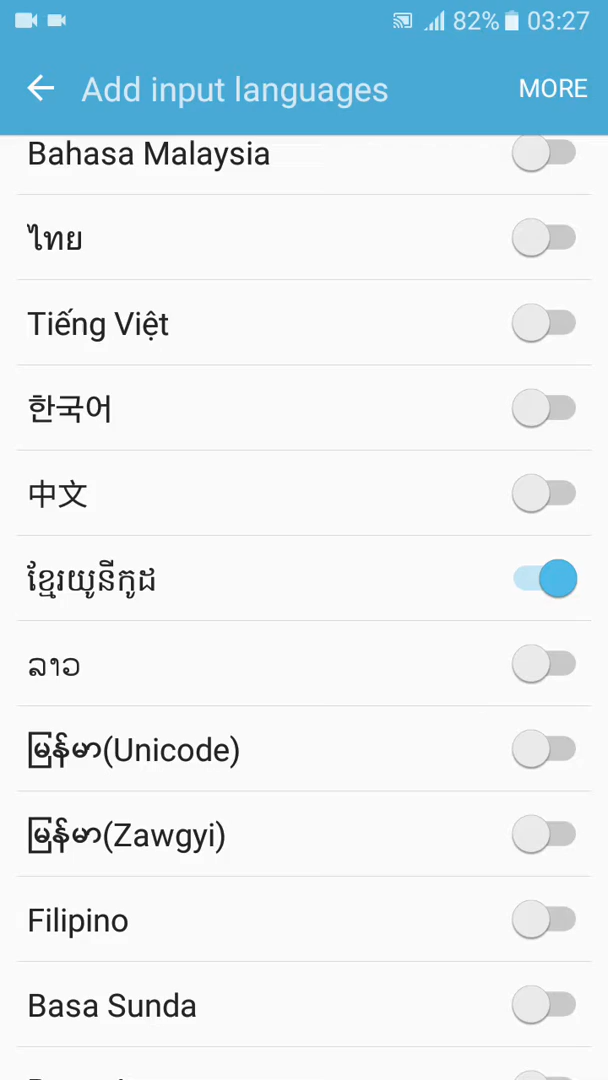 82% 03:27
Add input languages MORE
Bahasa Malaysia
ไทย
Tiếng Việt
한국어
中文
ខ្មែរយូនីកូដ
ລາວ
မြန်မာ(Unicode)
မြန်မာ(Zawgyi)
Filipino
Basa Sunda